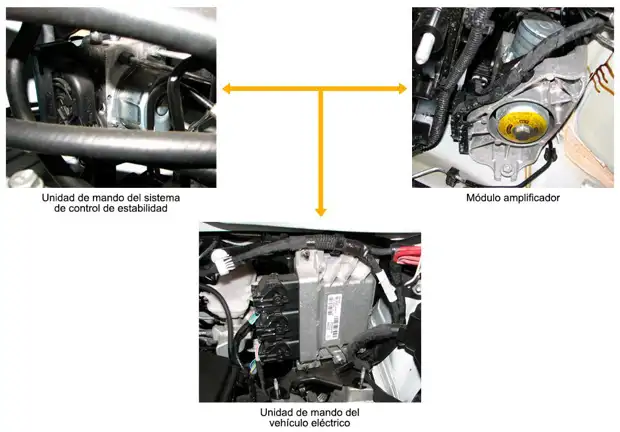 Unidad de mando del sistema
de control de estabilidad
Módulo amplificador
Unidad de mando del
vehículo eléctrico